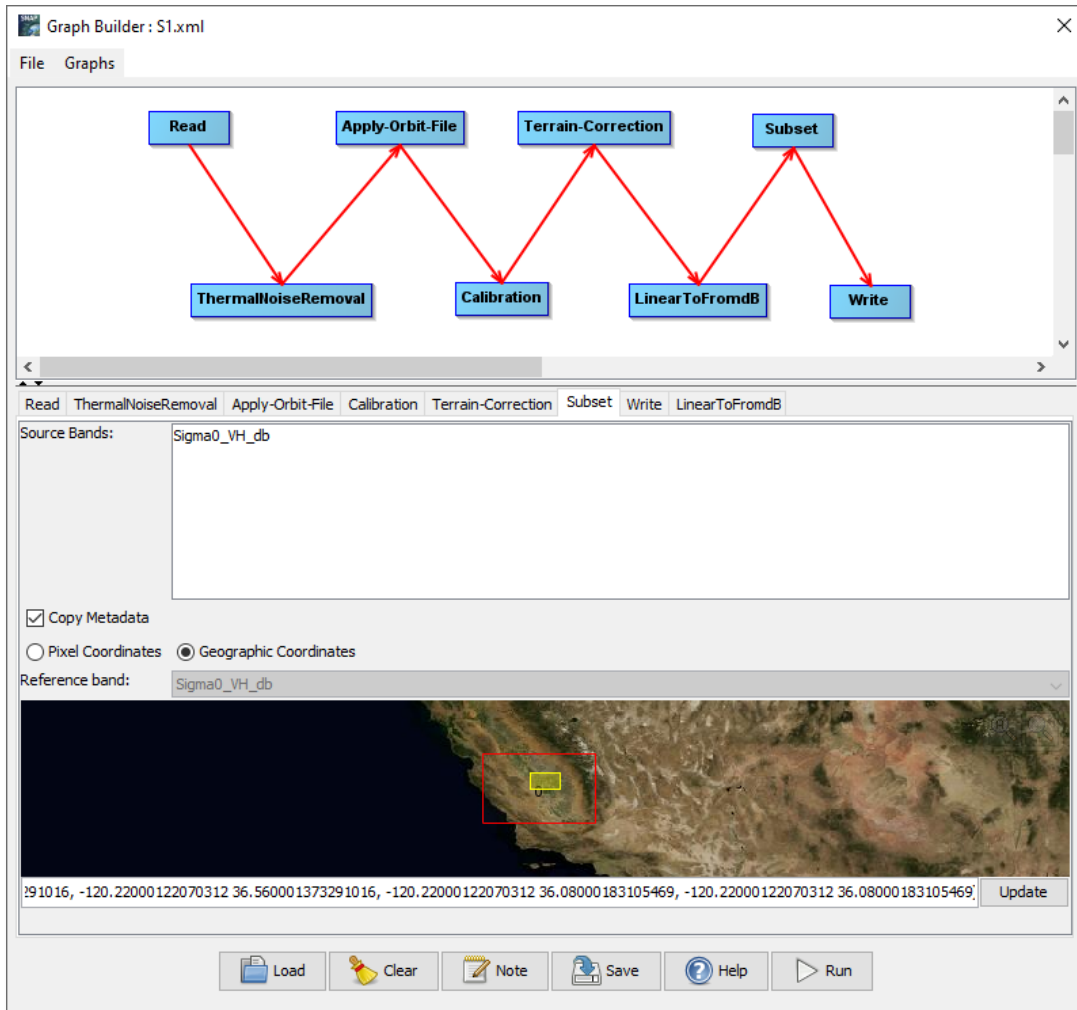 SNAP
Graph Builder : S1.xml
File Graphs
Read Apply-Orbit-File Terrain-Correction Subset
ThermalNoiseRemoval Calibration LinearToFromdB Write
Read ThermalNoiseRemoval Apply-Orbit-File Calibration Terrain-Correction Subset Write LinearToFromdB
Source Bands: Sigma0_VH_db
Copy Metadata
Pixel Coordinates Geographic Coordinates
Reference band: Sigma0_VH_db
0
291016, -120.22000122070312 36.560001373291016, -120.22000122070312 36.08000183105469, -120.22000122070312 36.08000183105469 Update
Load Clear Note Save Help Run